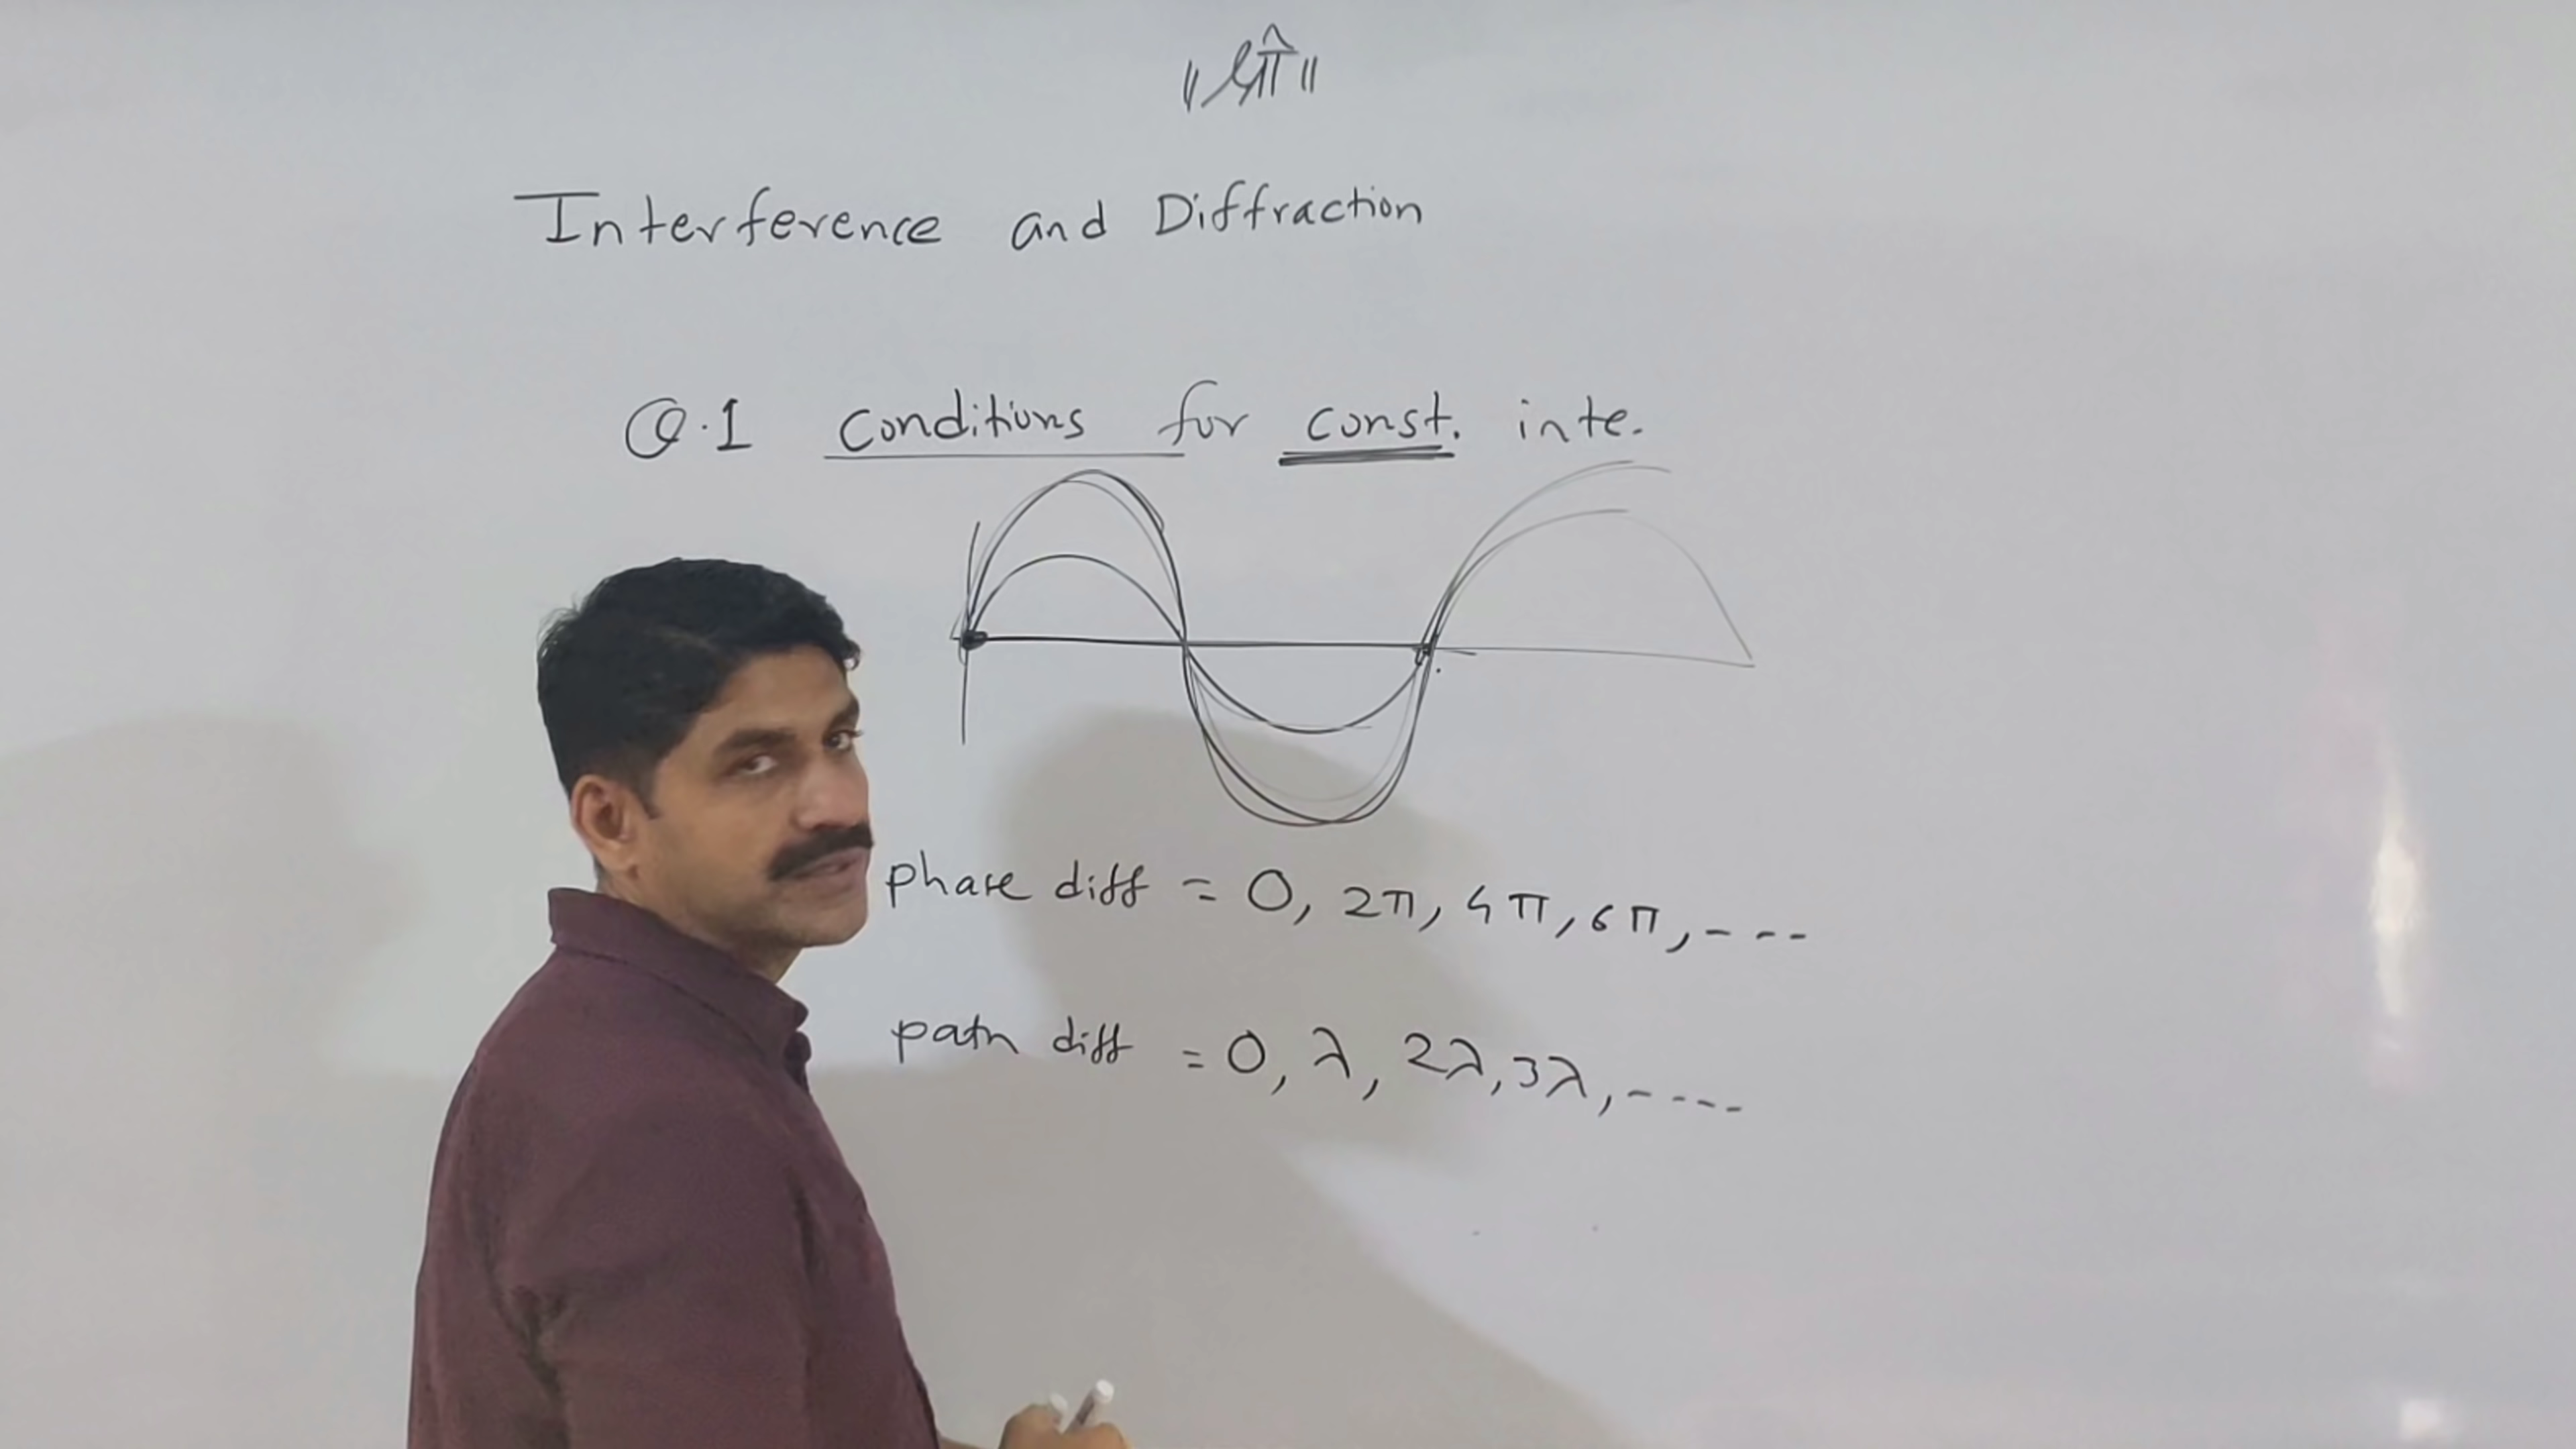 ॥ श्री ॥
Interference and Diffraction
Q.1 Conditions for const. inte.
phase diff = 0, 2π, 4π, 6π, ---
path diff = 0, λ, 2λ, 3λ, ----